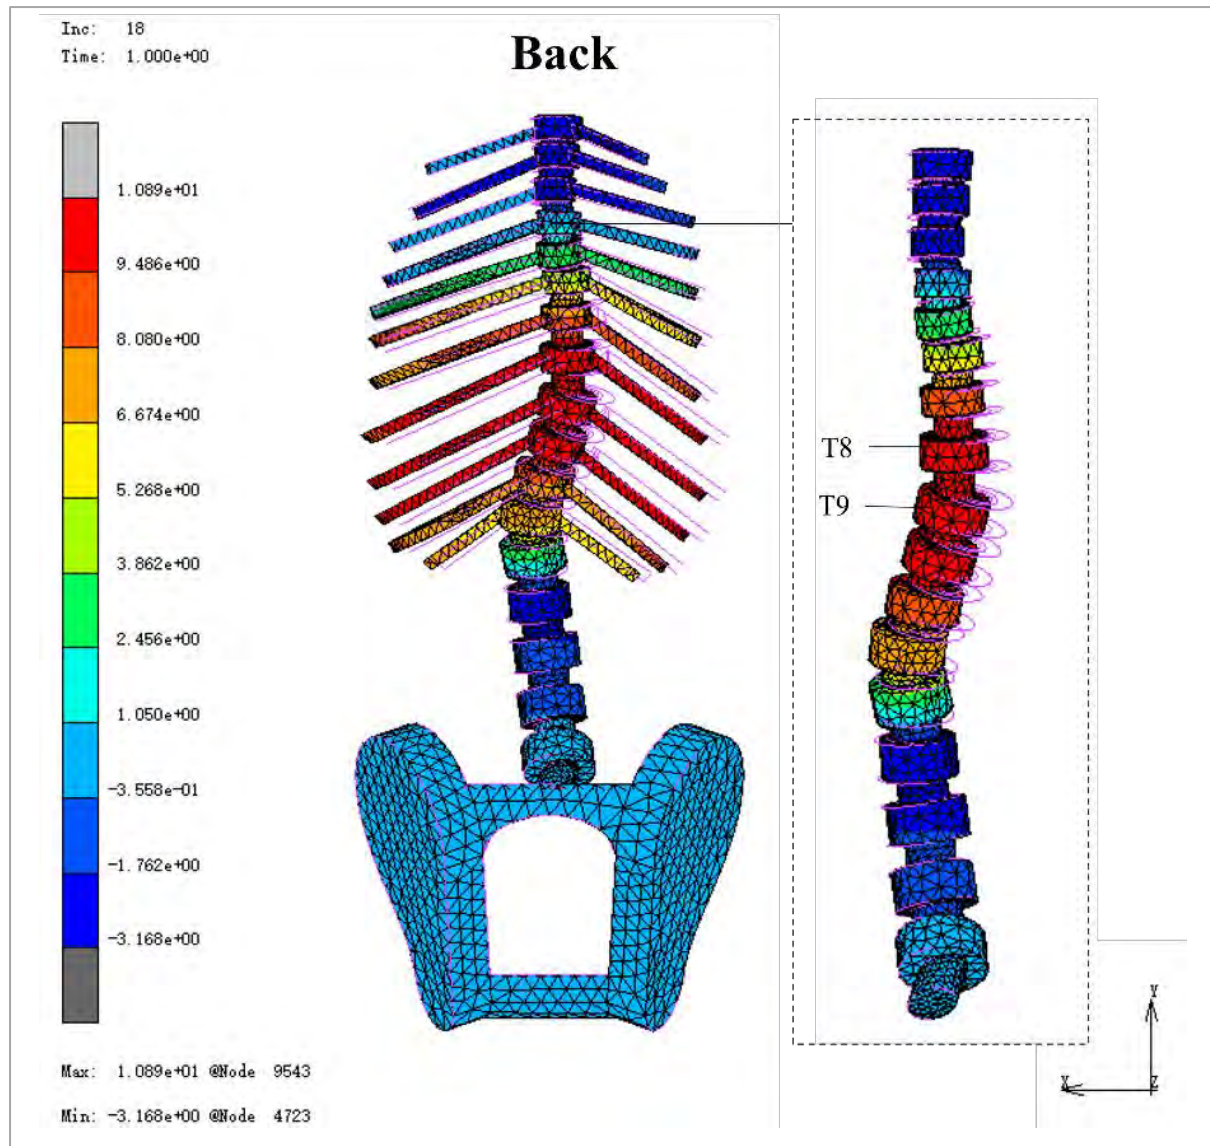 Inc: 18
Time: 1.000e+00
Back
1.089e+01
9.486e+00
8.080e+00
6.674e+00
5.268e+00
3.862e+00
2.456e+00
1.050e+00
-3.558e-01
-1.762e+00
-3.168e+00
T8
T9
Y
X
Z
Max: 1.089e+01 @Node 9543
Min: -3.168e+00 @Node 4723